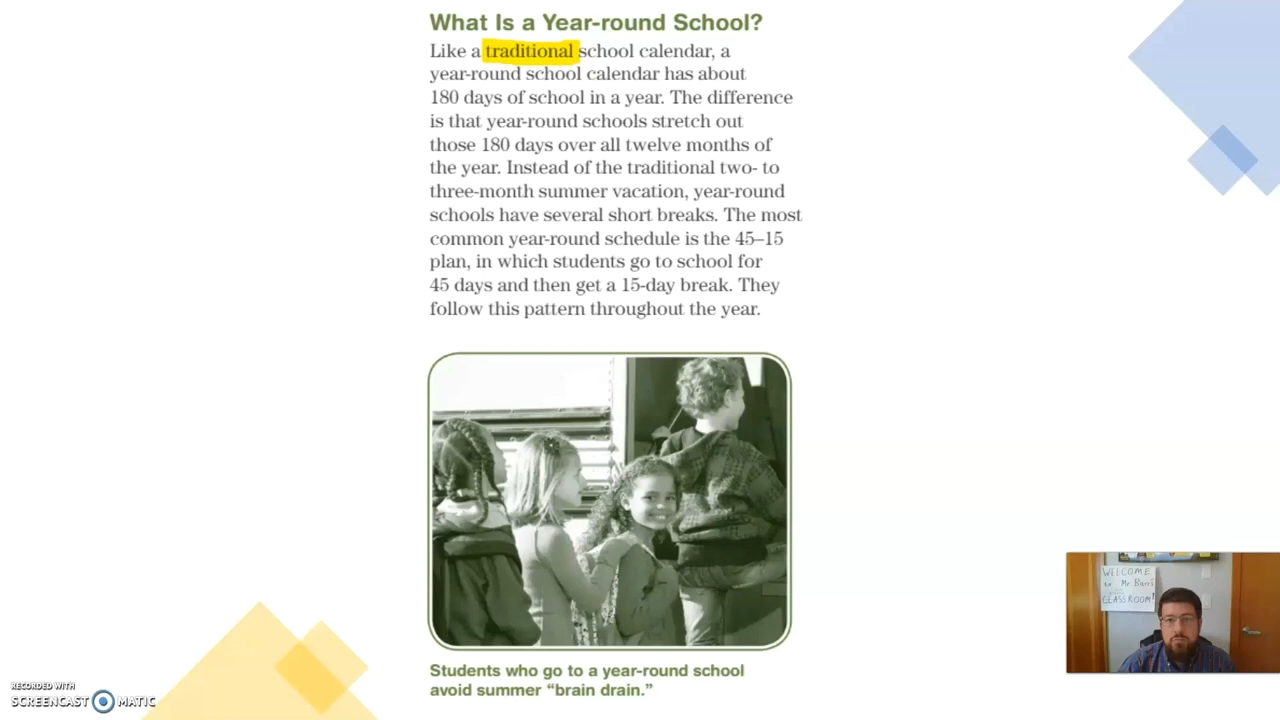 What Is a Year-round School?
Like a traditional school calendar, a
year-round school calendar has about
180 days of school in a year. The difference
is that year-round schools stretch out
those 180 days over all twelve months of
the year. Instead of the traditional two- to
three-month summer vacation, year-round
schools have several short breaks. The most
common year-round schedule is the 45–15
plan, in which students go to school for
45 days and then get a 15-day break. They
follow this pattern throughout the year.
Students who go to a year-round school
avoid summer “brain drain.”
WELCOME
to Mr. Barr's
CLASSROOM!
RECORDED WITH
SCREENCAST MATIC